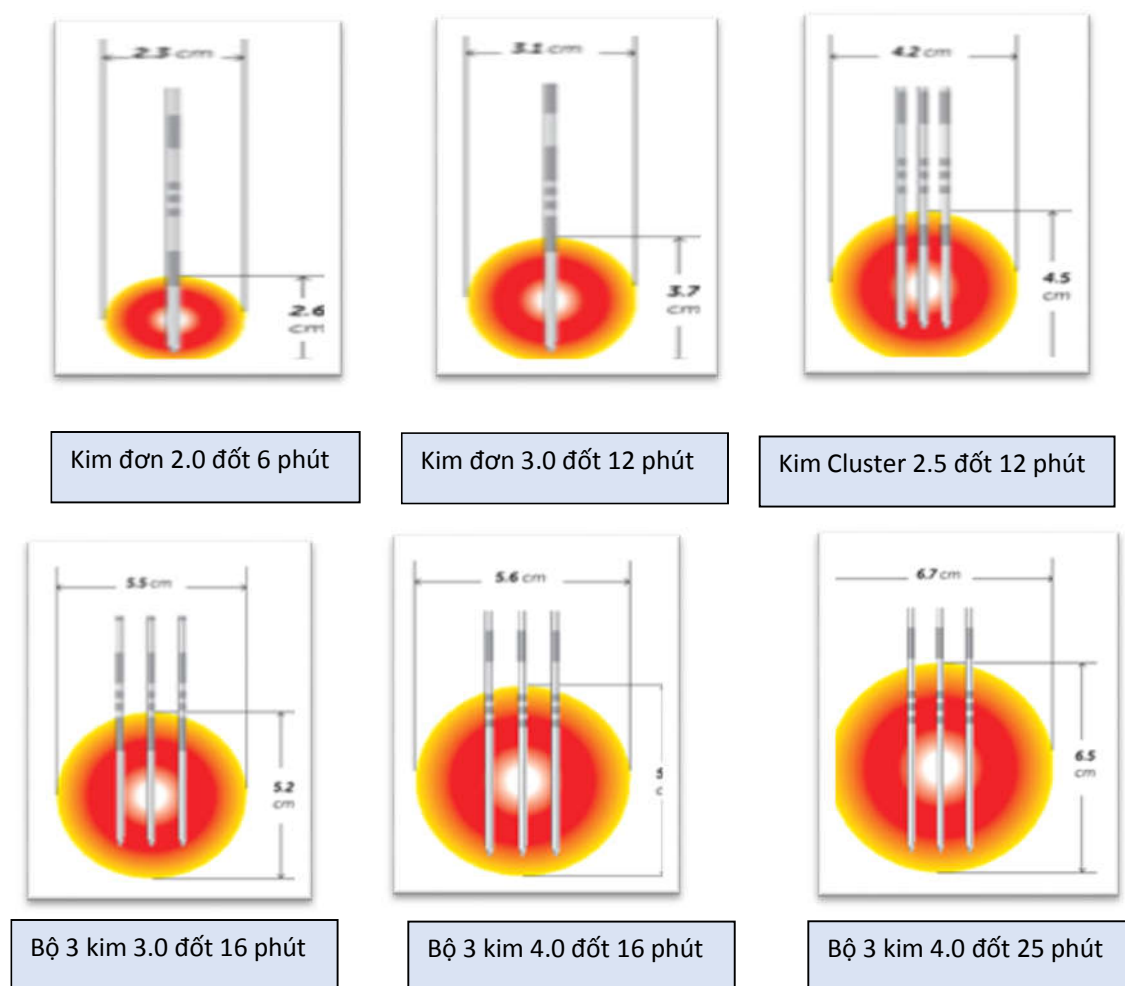 2.3 cm
2.6
cm
3.1 cm
3.7
cm
4.2 cm
4.5
cm
Kim đơn 2.0 đốt 6 phút
Kim đơn 3.0 đốt 12 phút
Kim Cluster 2.5 đốt 12 phút
5.5 cm
5.2
cm
5.6 cm
6.7 cm
6.5
cm
Bộ 3 kim 3.0 đốt 16 phút
Bộ 3 kim 4.0 đốt 16 phút
Bộ 3 kim 4.0 đốt 25 phút